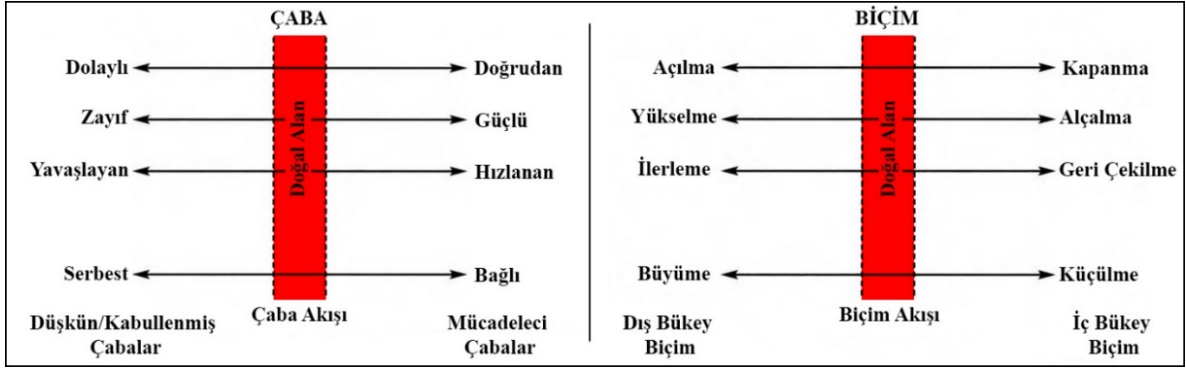 ÇABA
Dolaylı
Doğrudan
Zayıf
Güçlü
Yavaşlayan
Hızlanan
Serbest
Bağlı
Doğal Alan
Düşkün/Kabullenmiş
Çabalar
Çaba Akışı
Mücadeleci
Çabalar
BİÇİM
Açılma
Kapanma
Yükselme
Alçalma
İlerleme
Geri Çekilme
Büyüme
Küçülme
Doğal Alan
Dış Bükey
Biçim
Biçim Akışı
İç Bükey
Biçim